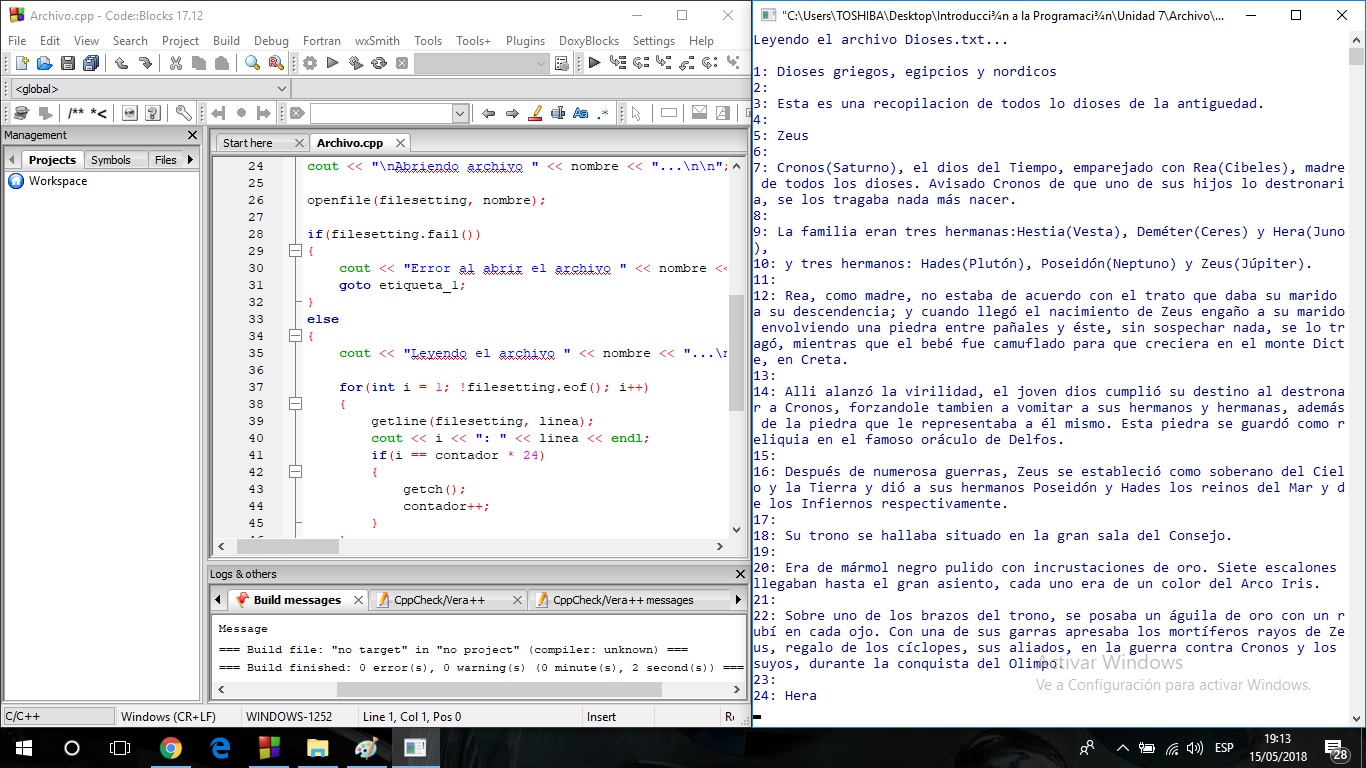 Archivo.cpp - Code::Blocks 17.12
File Edit View Search Project Build Debug Fortran wxSmith Tools Tools+ Plugins DoxyBlocks Settings Help
<global>
/** *<
Aa .*
Management
Projects Symbols Files
Workspace
Start here Archivo.cpp
24 cout << "\nAbriendo archivo " << nombre << "...\n\n";
25
26 openfile(filesetting, nombre);
27
28 if(filesetting.fail())
29 {
30 cout << "Error al abrir el archivo " << nombre <<
31 goto etiqueta_1;
32 }
33 else
34 {
35 cout << "Leyendo el archivo " << nombre << "...\n
36
37 for(int i = 1; !filesetting.eof(); i++)
38 {
39 getline(filesetting, linea);
40 cout << i << ": " << linea << endl;
41 if(i == contador * 24)
42 {
43 getch();
44 contador++;
45 }
Logs & others
Build messages CppCheck/Vera++ CppCheck/Vera++ messages
Message
=== Build file: "no target" in "no project" (compiler: unknown) ===
=== Build finished: 0 error(s), 0 warning(s) (0 minute(s), 2 second(s)) ===
C/C++ Windows (CR+LF) WINDOWS-1252 Line 1, Col 1, Pos 0 Insert
"C:\Users\TOSHIBA\Desktop\Introducci¾n a la Programaci¾n\Unidad 7\Archivo\...
Leyendo el archivo Dioses.txt...
1: Dioses griegos, egipcios y nordicos
2:
3: Esta es una recopilacion de todos lo dioses de la antiguedad.
4:
5: Zeus
6:
7: Cronos(Saturno), el dios del Tiempo, emparejado con Rea(Cibeles), madre
de todos los dioses. Avisado Cronos de que uno de sus hijos lo destronari
a, se los tragaba nada más nacer.
8:
9: La familia eran tres hermanas:Hestia(Vesta), Deméter(Ceres) y Hera(Juno
),
10: y tres hermanos: Hades(Plutón), Poseidón(Neptuno) y Zeus(Júpiter).
11:
12: Rea, como madre, no estaba de acuerdo con el trato que daba su marido
a su descendencia; y cuando llegó el nacimiento de Zeus engaño a su marido
envolviendo una piedra entre pañales y éste, sin sospechar nada, se lo tr
agó, mientras que el bebé fue camuflado para que creciera en el monte Dict
e, en Creta.
13:
14: Alli alanzó la virilidad, el joven dios cumplió su destino al destrona
r a Cronos, forzandole tambien a vomitar a sus hermanos y hermanas, además
de la piedra que le representaba a él mismo. Esta piedra se guardó como r
eliquia en el famoso oráculo de Delfos.
15:
16: Después de numerosa guerras, Zeus se estableció como soberano del Ciel
o y la Tierra y dió a sus hermanos Poseidón y Hades los reinos del Mar y d
e los Infiernos respectivamente.
17:
18: Su trono se hallaba situado en la gran sala del Consejo.
19:
20: Era de mármol negro pulido con incrustaciones de oro. Siete escalones
llegaban hasta el gran asiento, cada uno era de un color del Arco Iris.
21:
22: Sobre uno de los brazos del trono, se posaba un águila de oro con un r
ubí en cada ojo. Con una de sus garras apresaba los mortíferos rayos de Ze
us, regalo de los cíclopes, sus aliados, en la guerra contra Cronos y los
suyos, durante la conquista del Olimpo.
23:
24: Hera
Activar Windows
Ve a Configuración para activar Windows.
ESP
19:13
15/05/2018
28